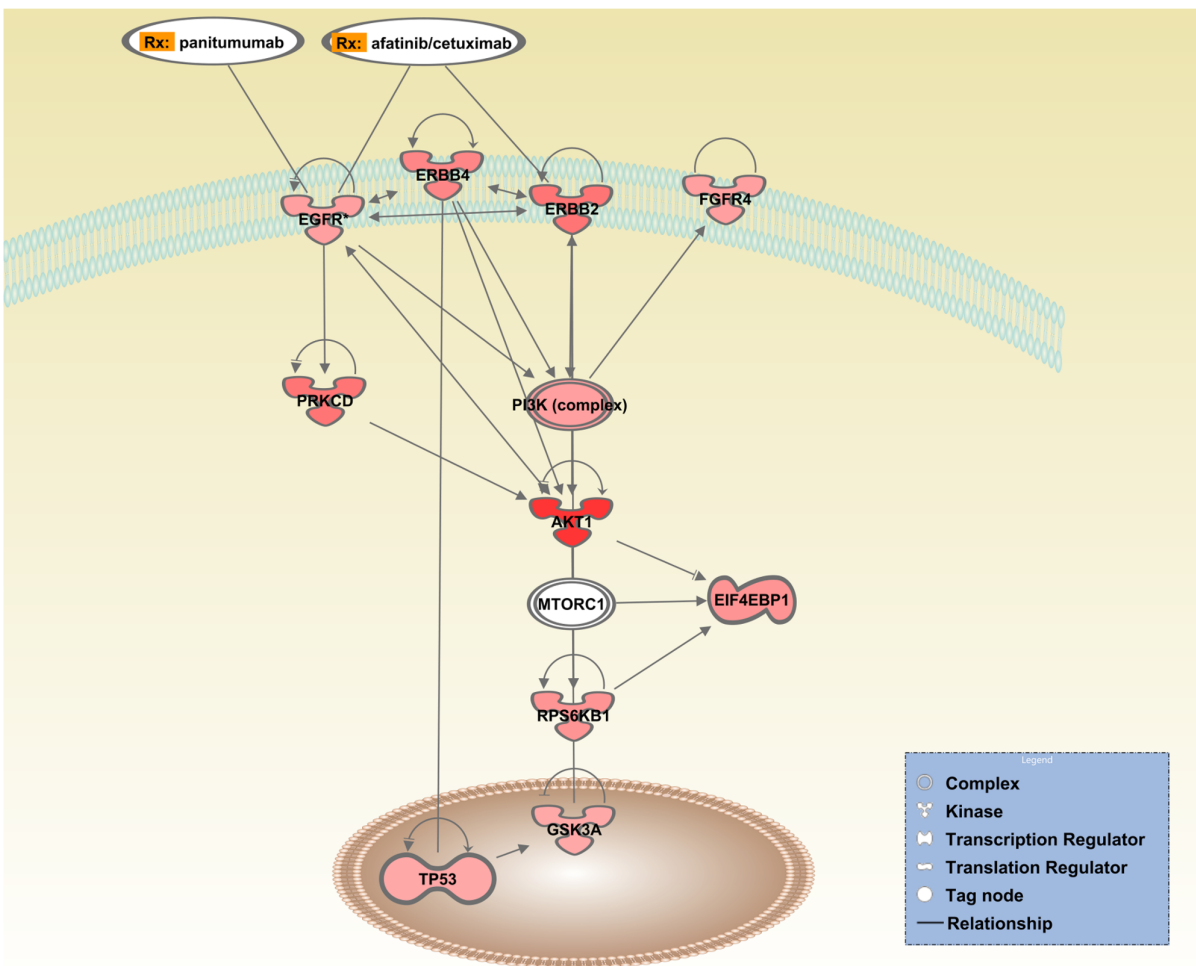 Rx: panitumumab
Rx: afatinib/cetuximab
ERBB4
FGFR4
ERBB2
EGFR*
PRKCD
PI3K (complex)
AKT1
MTORC1
EIF4EBP1
RPS6KB1
GSK3A
TP53
Legend
Complex
Kinase
Transcription Regulator
Translation Regulator
Tag node
Relationship